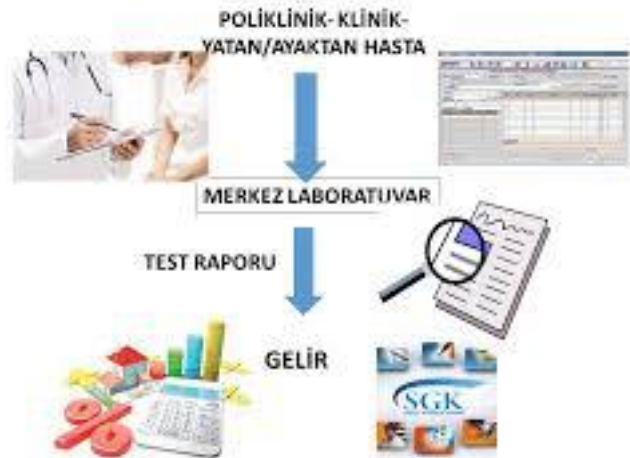 POLİKLİNİK- KLİNİK-
YATAN/AYAKTAN HASTA
MERKEZ LABORATUVAR
TEST RAPORU
GELİR
SGK